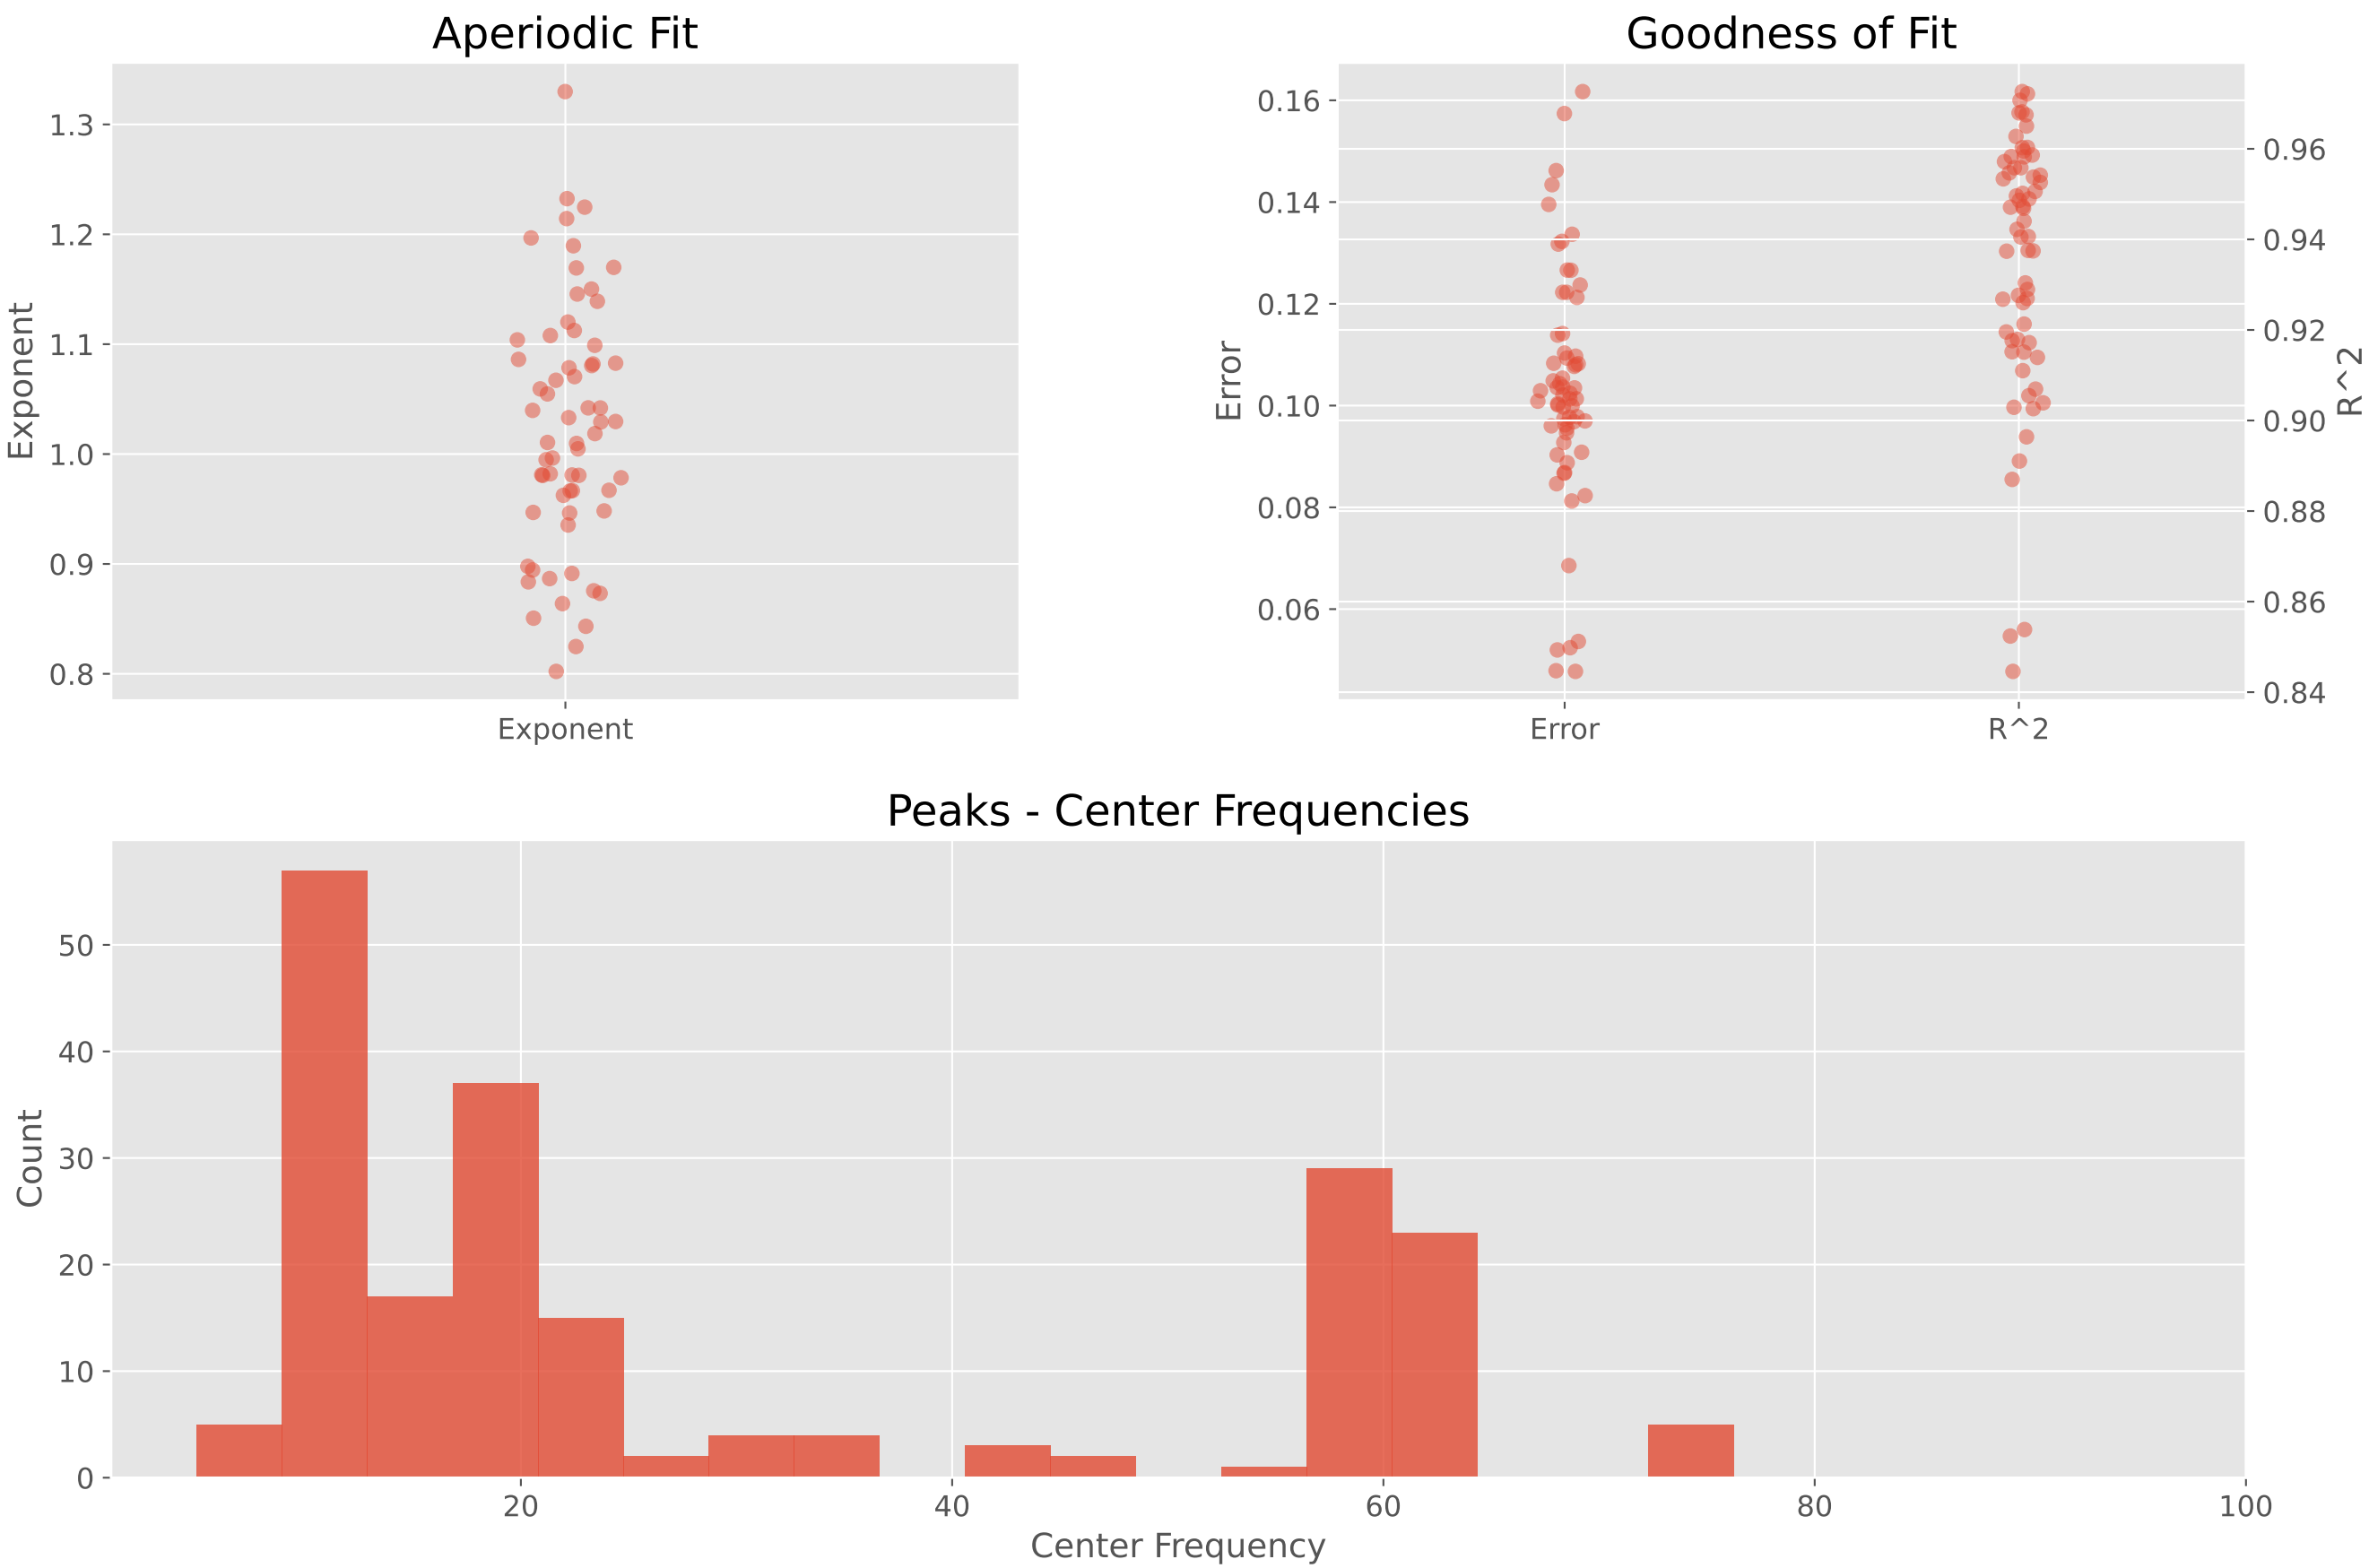 Aperiodic Fit
Exponent
1.3
1.2
1.1
1.0
0.9
0.8
Exponent
Goodness of Fit
Error
0.16
0.14
0.12
0.10
0.08
0.06
0.96
0.94
0.92
0.90
0.88
0.86
0.84
R^2
Error
R^2
Peaks - Center Frequencies
Count
50
40
30
20
10
0
20
40
60
80
100
Center Frequency